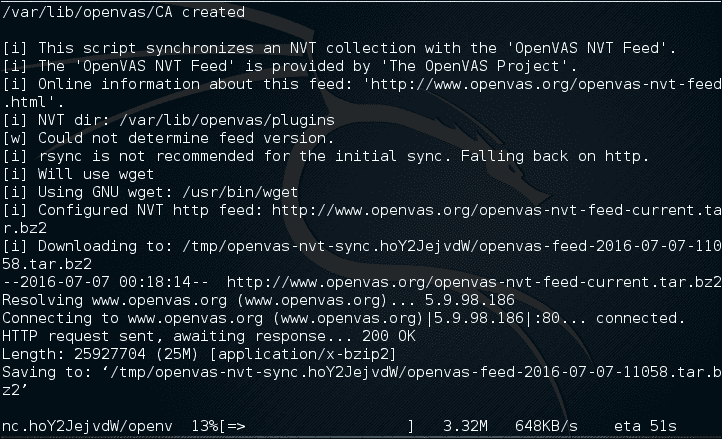 /var/lib/openvas/CA created
[i] This script synchronizes an NVT collection with the 'OpenVAS NVT Feed'.
[i] The 'OpenVAS NVT Feed' is provided by 'The OpenVAS Project'.
[i] Online information about this feed: 'http://www.openvas.org/openvas-nvt-feed
.html'.
[i] NVT dir: /var/lib/openvas/plugins
[w] Could not determine feed version.
[i] rsync is not recommended for the initial sync. Falling back on http.
[i] Will use wget
[i] Using GNU wget: /usr/bin/wget
[i] Configured NVT http feed: http://www.openvas.org/openvas-nvt-feed-current.ta
r.bz2
[i] Downloading to: /tmp/openvas-nvt-sync.hoY2JejvdW/openvas-feed-2016-07-07-110
58.tar.bz2
--2016-07-07 00:18:14--  http://www.openvas.org/openvas-nvt-feed-current.tar.bz2
Resolving www.openvas.org (www.openvas.org)... 5.9.98.186
Connecting to www.openvas.org (www.openvas.org)|5.9.98.186|:80... connected.
HTTP request sent, awaiting response... 200 OK
Length: 25927704 (25M) [application/x-bzip2]
Saving to: ‘/tmp/openvas-nvt-sync.hoY2JejvdW/openvas-feed-2016-07-07-11058.tar.b
z2’
nc.hoY2JejvdW/openv  13%[=>                  ]   3.32M   648KB/s    eta 51s